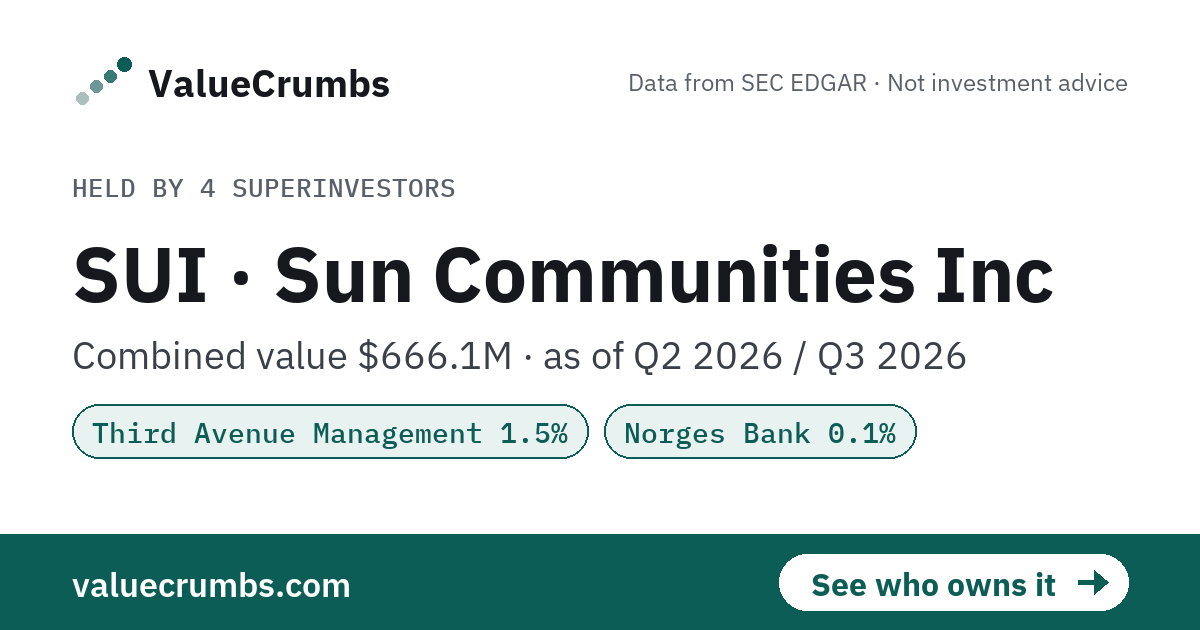 ValueCrumbs
Data from SEC EDGAR · Not investment advice
HELD BY 4 SUPERINVESTORS
SUI · Sun Communities Inc
Combined value $666.1M · as of Q2 2026 / Q3 2026
Third Avenue Management 1.5% Norges Bank 0.1%
valuecrumbs.com
See who owns it →